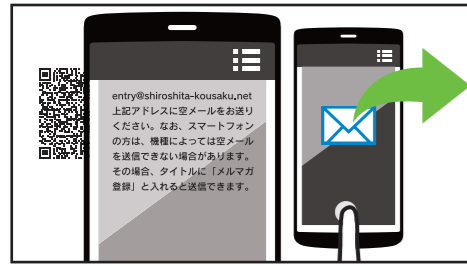 entry@shiroshita-kousaku.net
上記アドレスに空メールをお送り
ください。なお、スマートフォン
の方は、機種によっては空メール
を送信できない場合があります。
その場合、タイトルに「メルマガ
登録」と入れると送信できます。